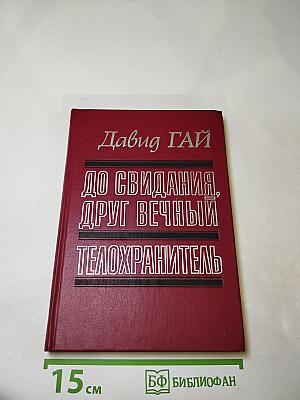 Давид ГАЙ
ДО СВИДАНИЯ,
ДРУГ ВЕЧНЫЙ
ТЕЛОХРАНИТЕЛЬ
15 см
БФ БИБЛИОФАН